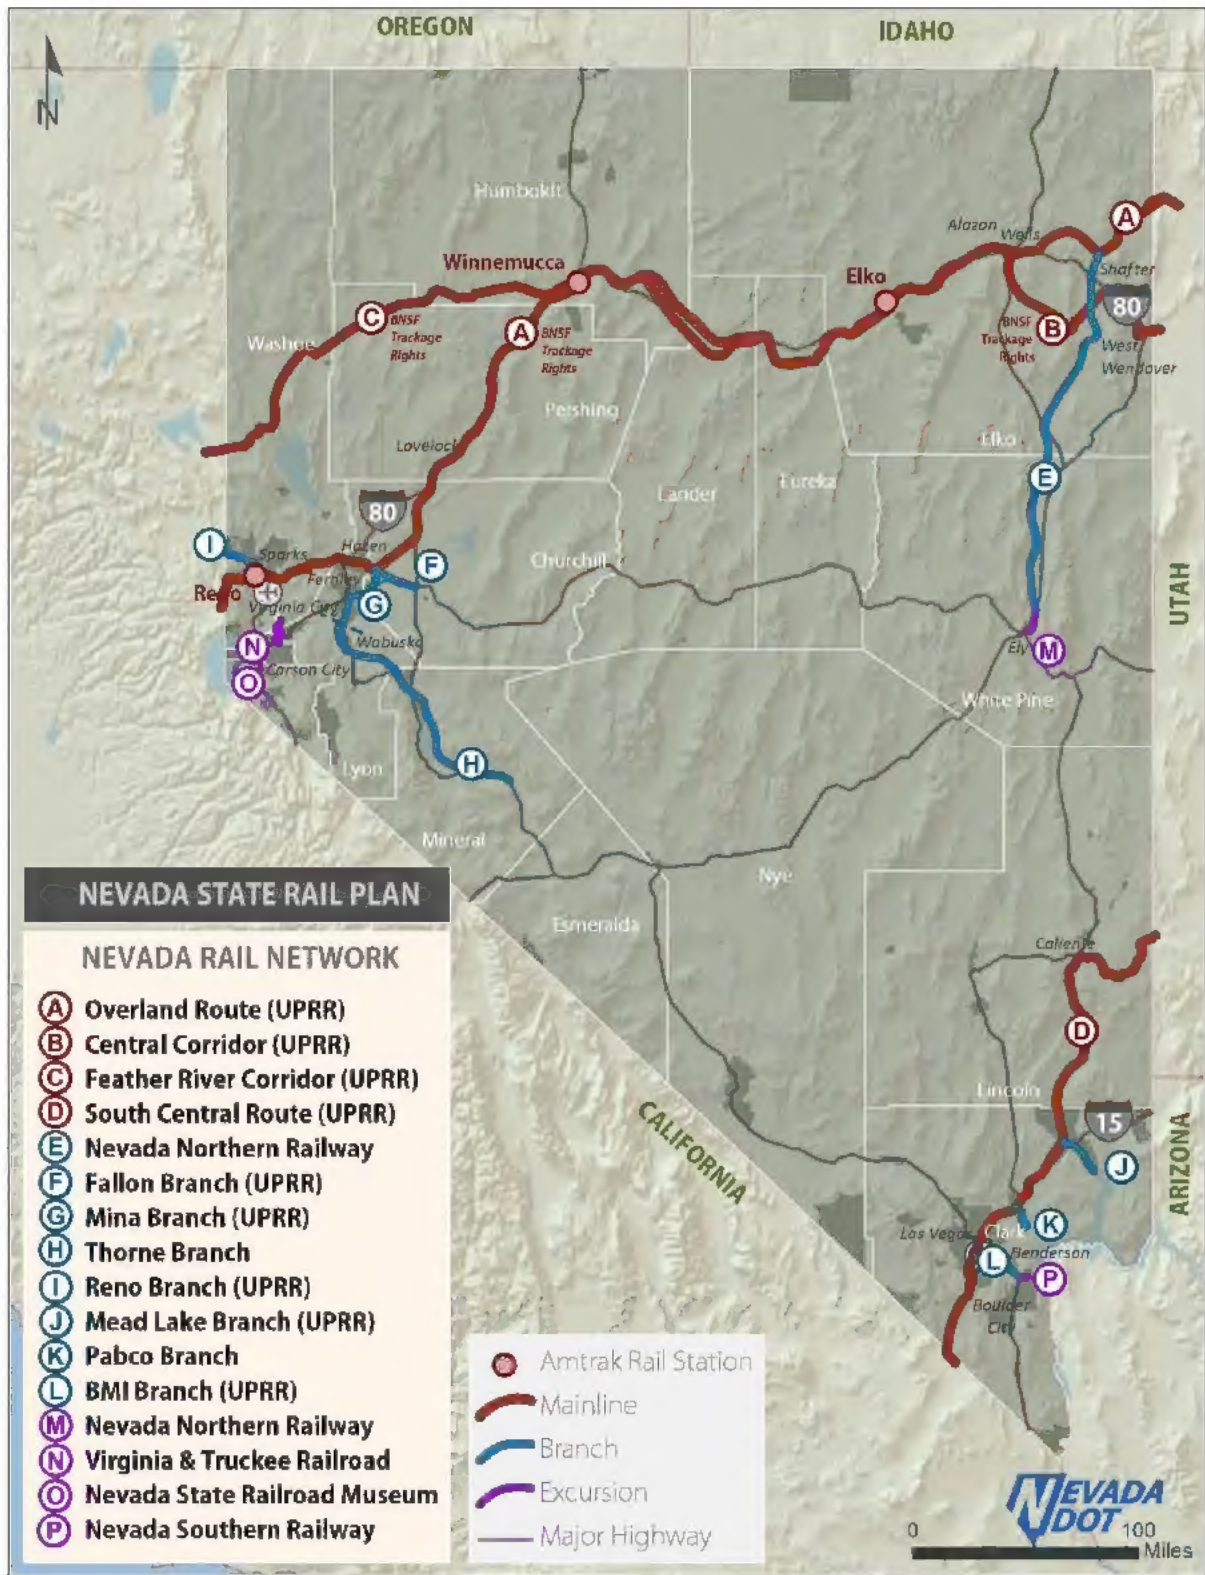 OREGON
IDAHO
N
Humboldt
A
Alazon
Wells
Winnemucca
Elko
Shafter
C
BNSF
Trackage
Rights
A
BNSF
Trackage
Rights
BNSF
Trackage
Rights
B
80
Washoe
West
Wendover
Pershing
Lovelock
Elko
E
Lander
Eureka
80
I
Sparks
Hazen
Churchill
F
Fernley
Reno
Virginia City
G
UTAH
N
Wabuska
Ely
M
Carson City
O
White Pine
Lyon
H
Mineral
Nye
Esmeralda
Caliente
D
Lincoln
CALIFORNIA
15
J
ARIZONA
Las Vegas
Clark
K
L
Henderson
P
Boulder
City
NEVADA STATE RAIL PLAN
NEVADA RAIL NETWORK
A Overland Route (UPRR)
B Central Corridor (UPRR)
C Feather River Corridor (UPRR)
D South Central Route (UPRR)
E Nevada Northern Railway
F Fallon Branch (UPRR)
G Mina Branch (UPRR)
H Thorne Branch
I Reno Branch (UPRR)
J Mead Lake Branch (UPRR)
K Pabco Branch
L BMI Branch (UPRR)
M Nevada Northern Railway
N Virginia & Truckee Railroad
O Nevada State Railroad Museum
P Nevada Southern Railway
Amtrak Rail Station
Mainline
Branch
Excursion
Major Highway
NEVADA
DOT
0 100
Miles